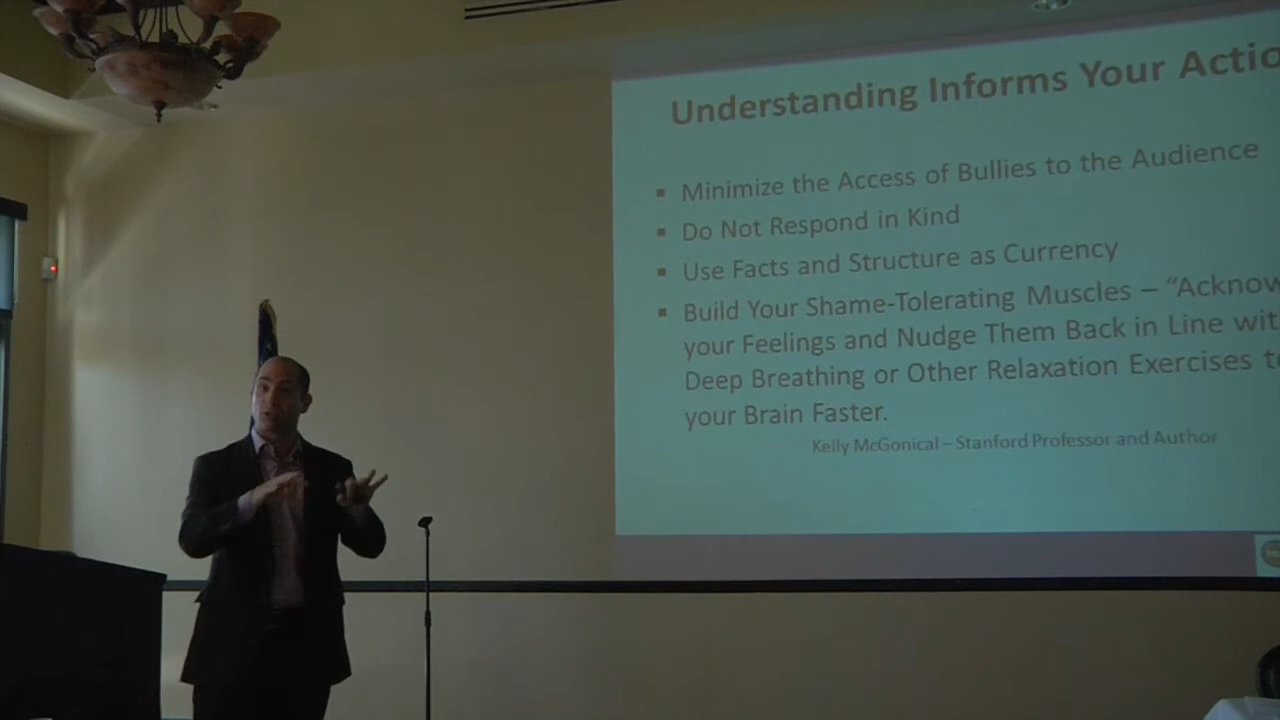 Understanding Informs Your Actio
▪ Minimize the Access of Bullies to the Audience
▪ Do Not Respond in Kind
▪ Use Facts and Structure as Currency
▪ Build Your Shame-Tolerating Muscles – “Acknow
your Feelings and Nudge Them Back in Line wit
Deep Breathing or Other Relaxation Exercises t
your Brain Faster.
Kelly McGonical – Stanford Professor and Author